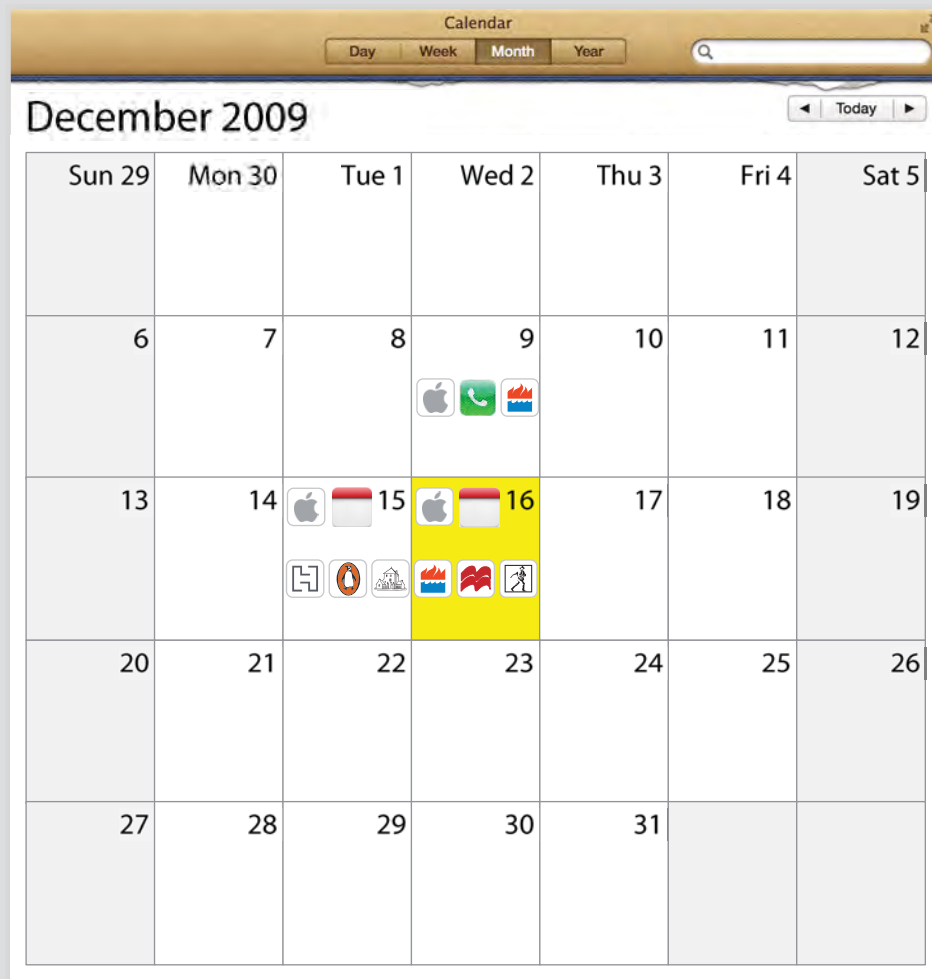 Calendar
Day Week Month Year
December 2009
Today
Sun 29 Mon 30 Tue 1 Wed 2 Thu 3 Fri 4 Sat 5
6 7 8 9 10 11 12
13 14 15 16 17 18 19
20 21 22 23 24 25 26
27 28 29 30 31